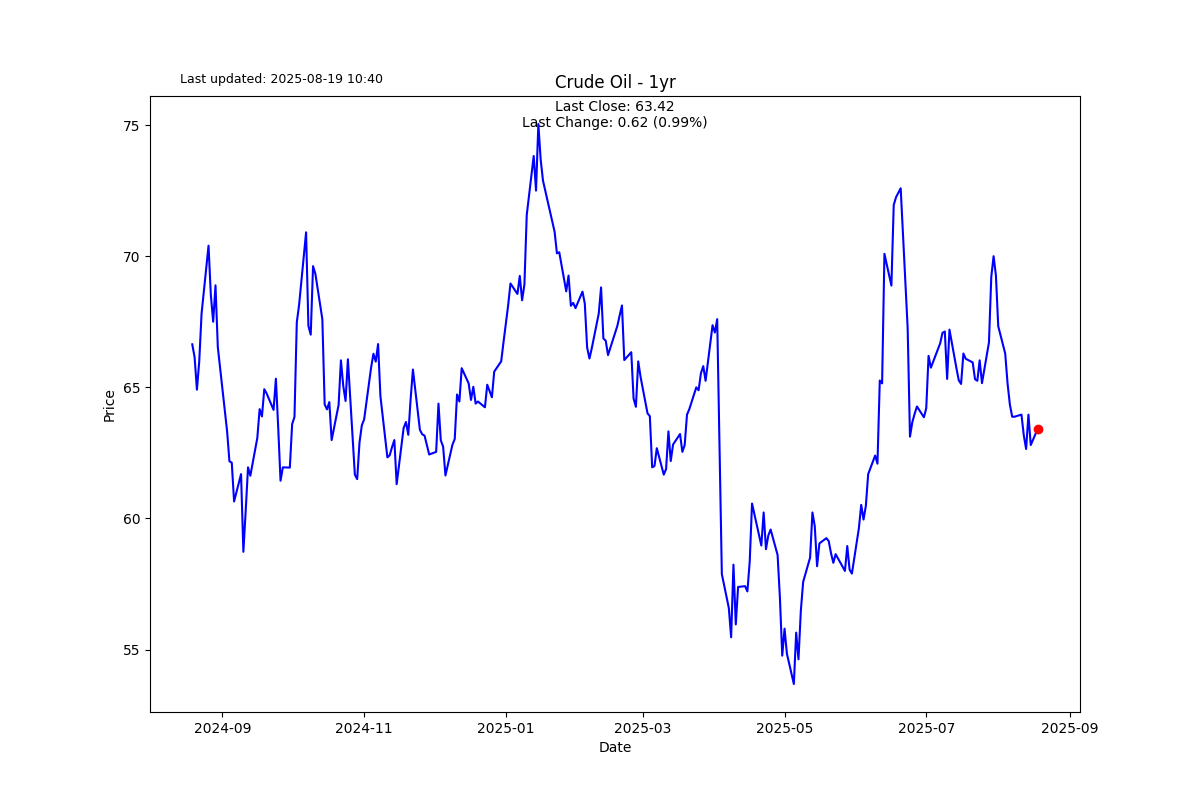 Last updated: 2025-08-19 10:40
Crude Oil - 1yr
Last Close: 63.42
Last Change: 0.62 (0.99%)
75
70
65
60
55
Price
2024-09 2024-11 2025-01 2025-03 2025-05 2025-07 2025-09
Date